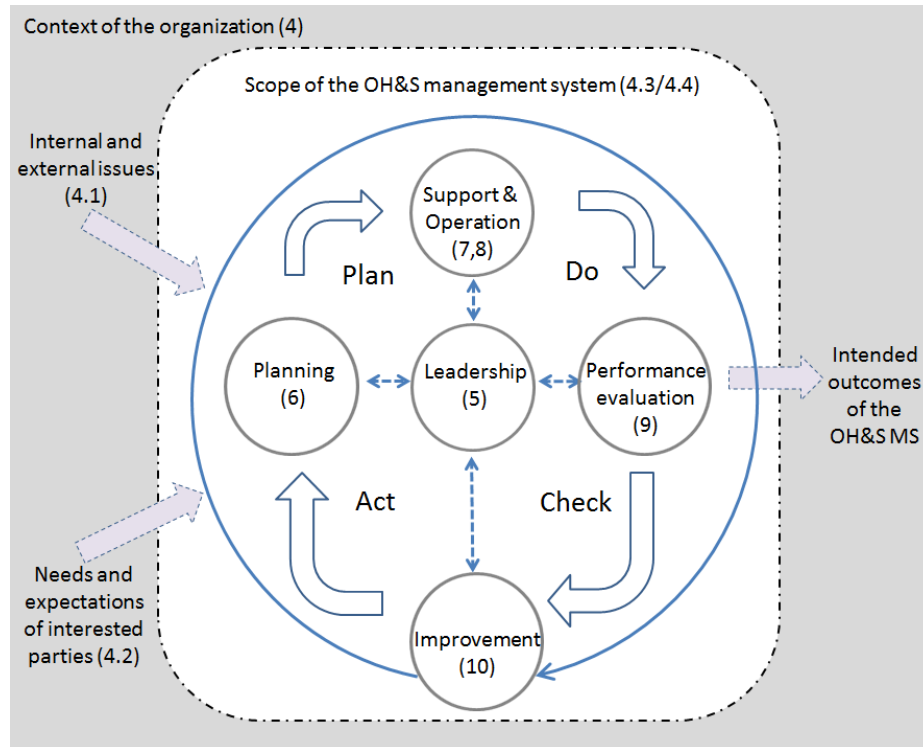 Context of the organization (4)
Scope of the OH&S management system (4.3/4.4)
Internal and
external issues
(4.1)
Support &
Operation
(7,8)
Plan
Do
Planning
(6)
Leadership
(5)
Performance
evaluation
(9)
Intended
outcomes
of the
OH&S MS
Act
Check
Needs and
expectations
of interested
parties (4.2)
Improvement
(10)